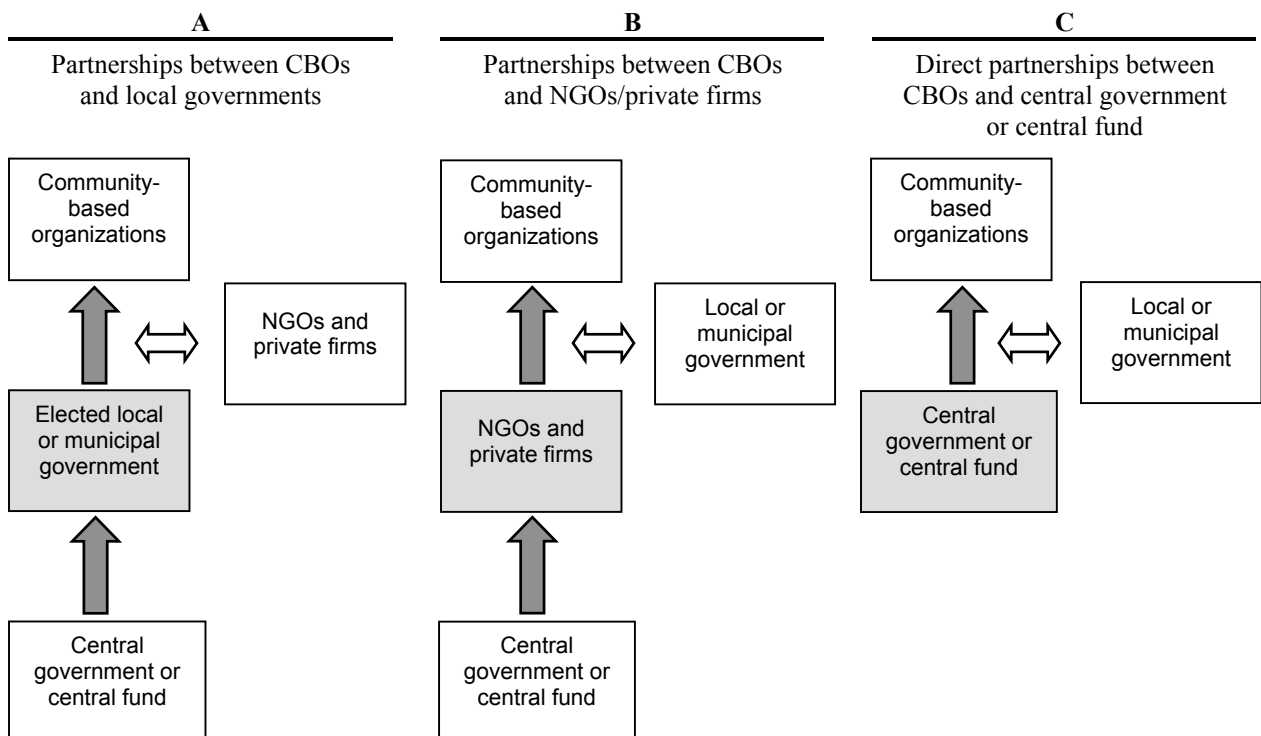 A
Partnerships between CBOs
and local governments
Community-
based
organizations
NGOs and
private firms
Elected local
or municipal
government
Central
government or
central fund
B
Partnerships between CBOs
and NGOs/private firms
Community-
based
organizations
Local or
municipal
government
NGOs and
private firms
Central
government or
central fund
C
Direct partnerships between
CBOs and central government
or central fund
Community-
based
organizations
Local or
municipal
government
Central
government or
central fund